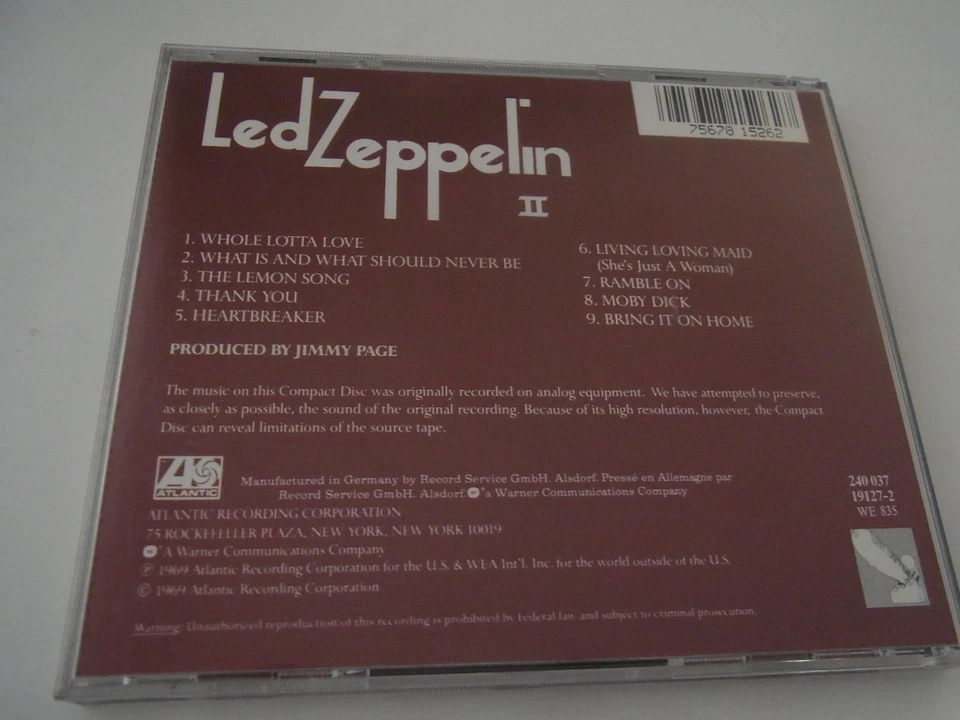 Led Zeppelin
II
75678 15262
1. WHOLE LOTTA LOVE
2. WHAT IS AND WHAT SHOULD NEVER BE
3. THE LEMON SONG
4. THANK YOU
5. HEARTBREAKER
6. LIVING LOVING MAID
(She's Just A Woman)
7. RAMBLE ON
8. MOBY DICK
9. BRING IT ON HOME
PRODUCED BY JIMMY PAGE
The music on this Compact Disc was originally recorded on analog equipment. We have attempted to preserve,
as closely as possible, the sound of the original recording. Because of its high resolution, however, the Compact
Disc can reveal limitations of the source tape.
ATLANTIC
Manufactured in Germany by Record Service GmbH. Alsdorf. Pressé en Allemagne par
Record Service GmbH. Alsdorf. a Warner Communications Company
240 037
19127-2
WE 835
ATLANTIC RECORDING CORPORATION
75 ROCKEFELLER PLAZA, NEW YORK, NEW YORK 10019
A Warner Communications Company
℗ 1969 Atlantic Recording Corporation for the U.S. & WEA Int'l. Inc. for the world outside of the U.S.
© 1969 Atlantic Recording Corporation
Warning: Unauthorized reproduction of this recording is prohibited by Federal law and subject to criminal prosecution.